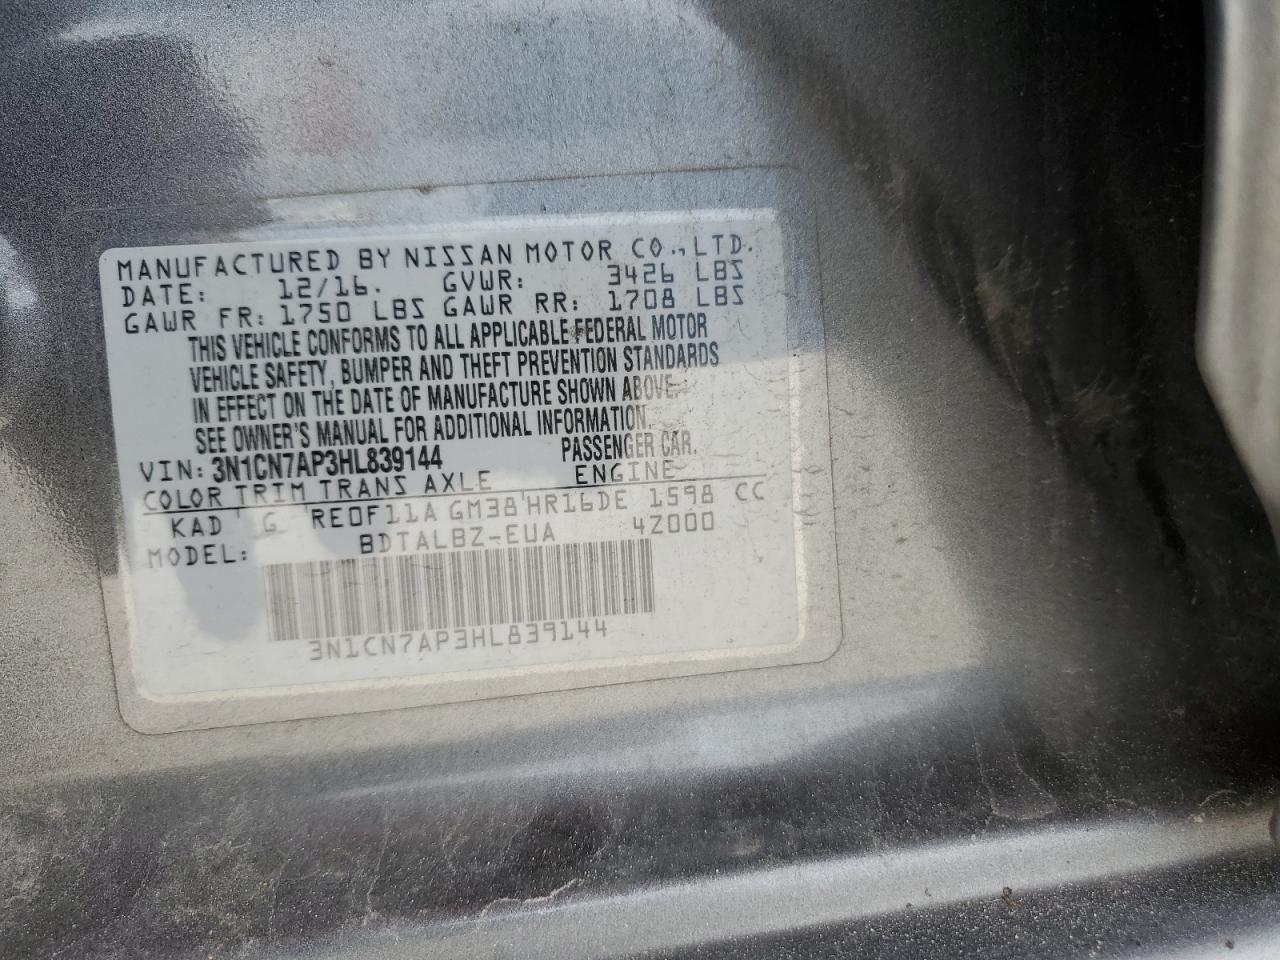 MANUFACTURED BY NISSAN MOTOR CO.,LTD.
DATE: 12/16. GVWR: 3426 LBS
GAWR FR: 1750 LBS GAWR RR: 1708 LBS
THIS VEHICLE CONFORMS TO ALL APPLICABLE FEDERAL MOTOR
VEHICLE SAFETY, BUMPER AND THEFT PREVENTION STANDARDS
IN EFFECT ON THE DATE OF MANUFACTURE SHOWN ABOVE.
SEE OWNER'S MANUAL FOR ADDITIONAL INFORMATION.
VIN: 3N1CN7AP3HL839144 PASSENGER CAR.
COLOR TRIM TRANS AXLE ENGINE
KAD G RE0F11A GM38 HR16DE 1598 CC
MODEL: BDTALBZ-EUA 4Z000
3N1CN7AP3HL839144